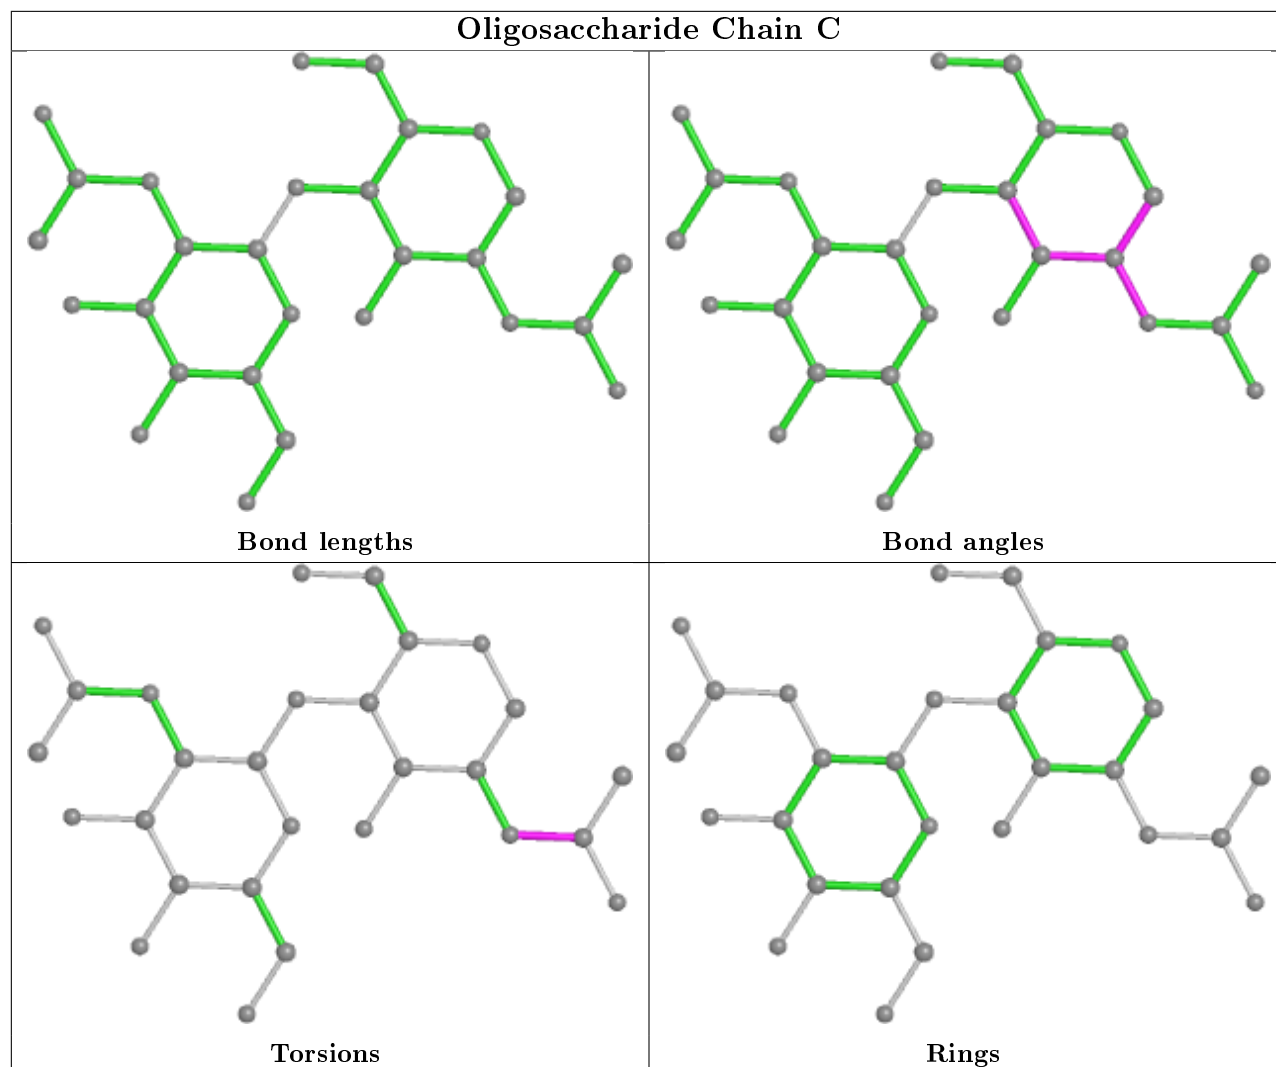 Oligosaccharide Chain C
Bond lengths
Bond angles
Torsions
Rings